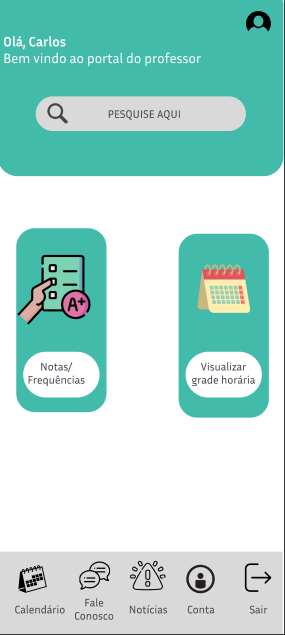 Olá, Carlos
Bem vindo ao portal do professor
PESQUISE AQUI
A+
Notas/
Frequências
Visualizar
grade horária
Calendário
Fale
Conosco
Notícias
Conta
Sair